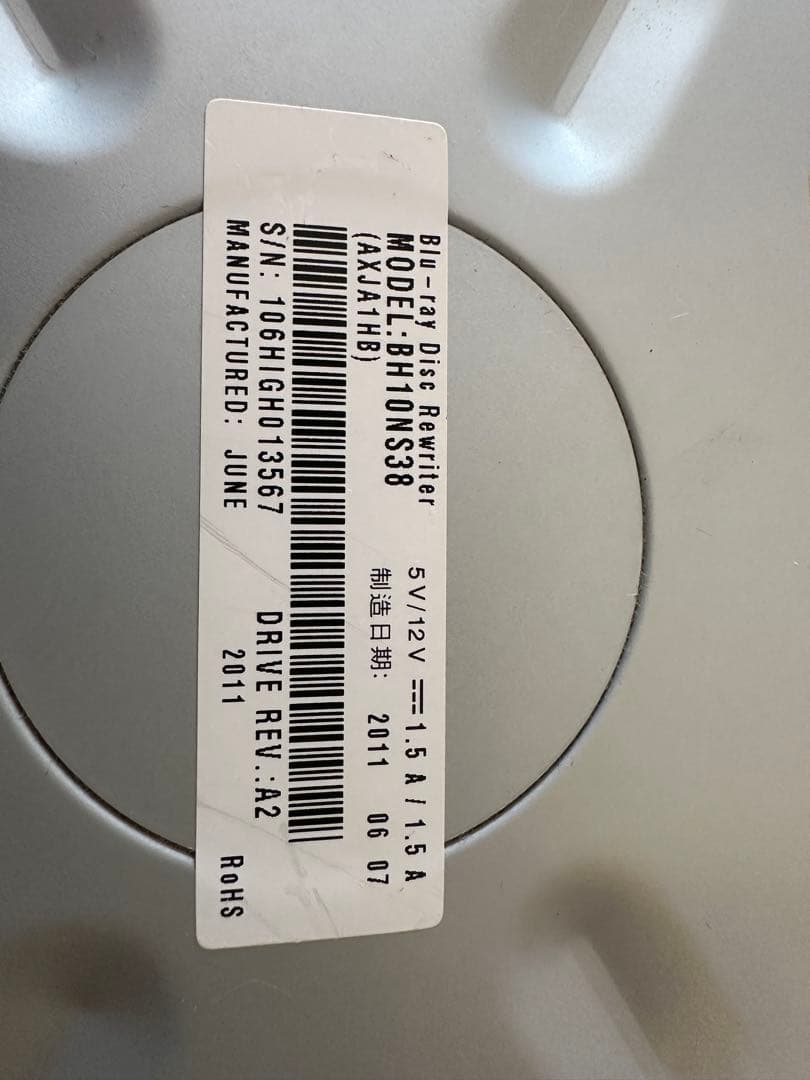 Blu-ray Disc Rewriter
MODEL:BH10NS38 5V/12V ⎓ 1.5 A / 1.5 A
(AXJA1HB) 制造日期: 2011 06 07
S/N: 106HIGH013567 DRIVE REV.:A2
MANUFACTURED: JUNE 2011 RoHS